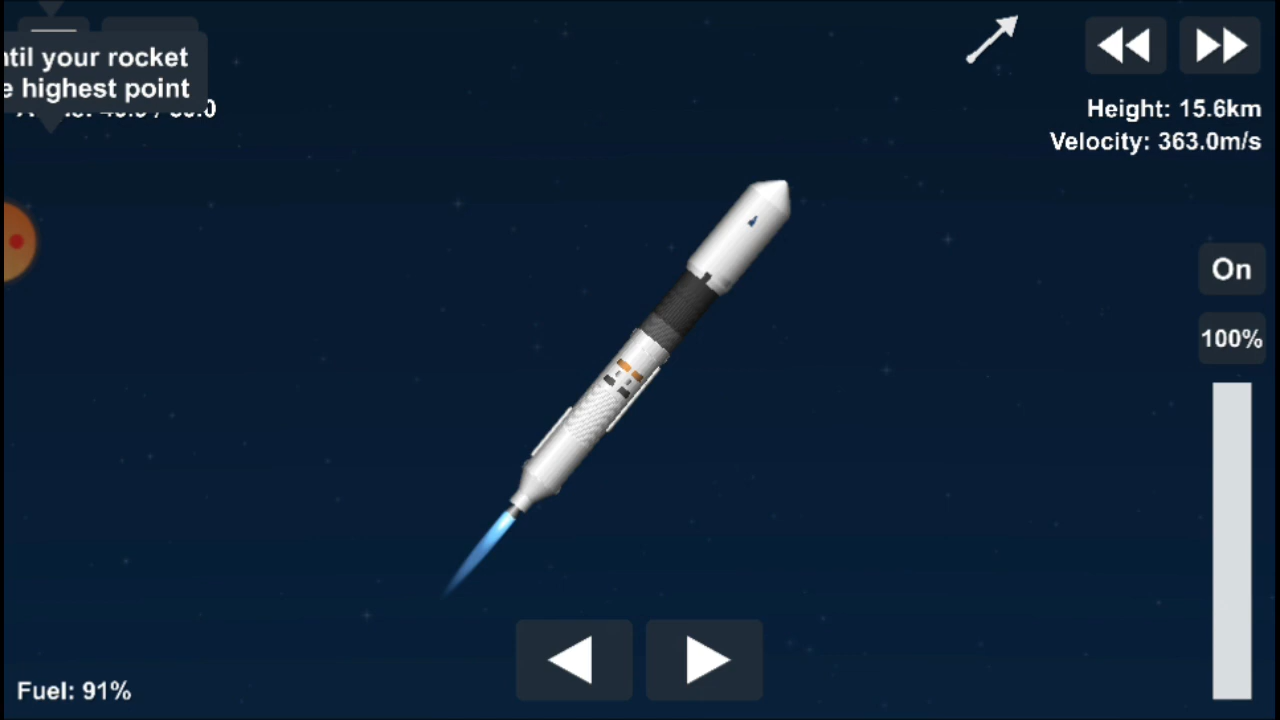 ntil your rocket
e highest point
Height: 15.6km
Velocity: 363.0m/s
On
100%
Fuel: 91%